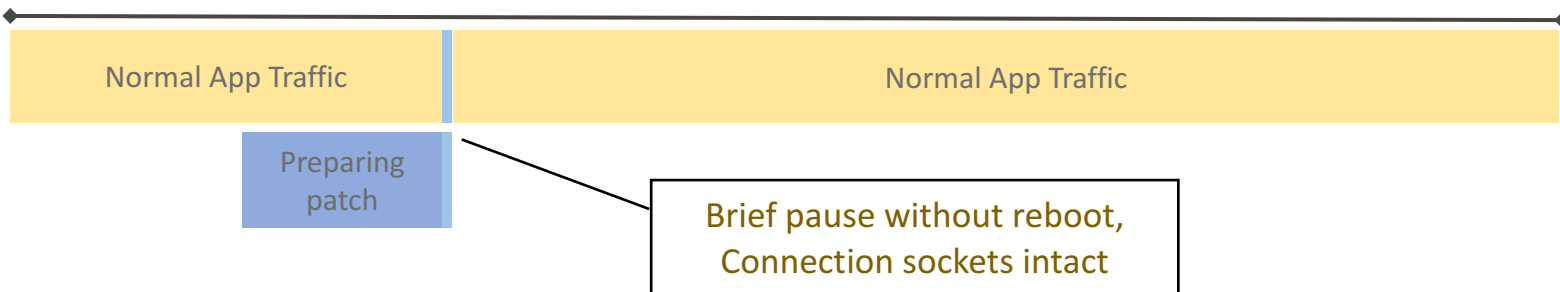 Normal App Traffic
Normal App Traffic
Preparing
patch
Brief pause without reboot,
Connection sockets intact